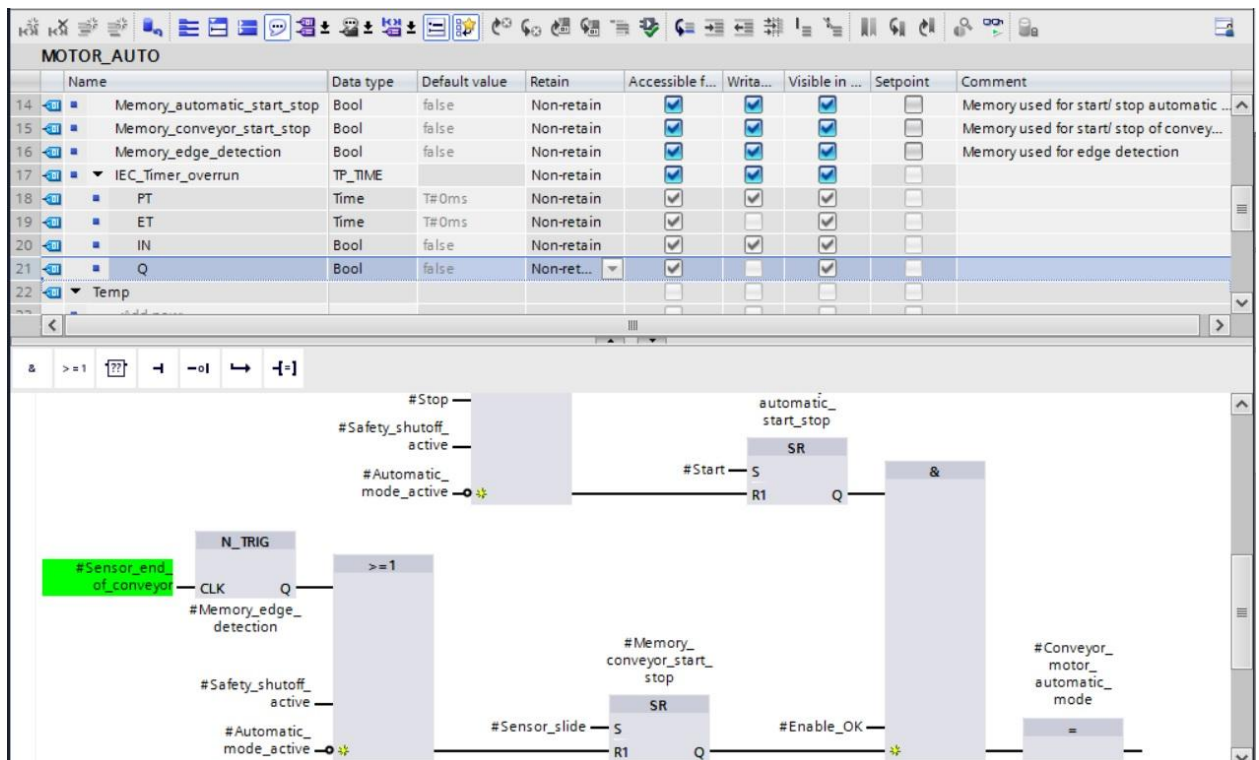 MOTOR_AUTO
Name Data type Default value Retain Accessible f... Writa... Visible in ... Setpoint Comment
14 Memory_automatic_start_stop Bool false Non-retain Memory used for start/ stop automatic ...
15 Memory_conveyor_start_stop Bool false Non-retain Memory used for start/ stop of convey...
16 Memory_edge_detection Bool false Non-retain Memory used for edge detection
17 IEC_Timer_overrun TP_TIME Non-retain
18 PT Time T#0ms Non-retain
19 ET Time T#0ms Non-retain
20 IN Bool false Non-retain
21 Q Bool false Non-ret...
22 Temp
& >=1 ??
#Stop
#Safety_shutoff_
active
#Automatic_
mode_active
automatic_
start_stop
SR
#Start S
R1 Q
&
N_TRIG
#Sensor_end_
of_conveyor
CLK Q
#Memory_edge_
detection
>=1
#Safety_shutoff_
active
#Automatic_
mode_active
#Memory_
conveyor_start_
stop
SR
#Sensor_slide S
R1 Q
#Enable_OK
#Conveyor_
motor_
automatic_
mode
=